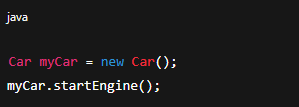 java
Car myCar = new Car();
myCar.startEngine();